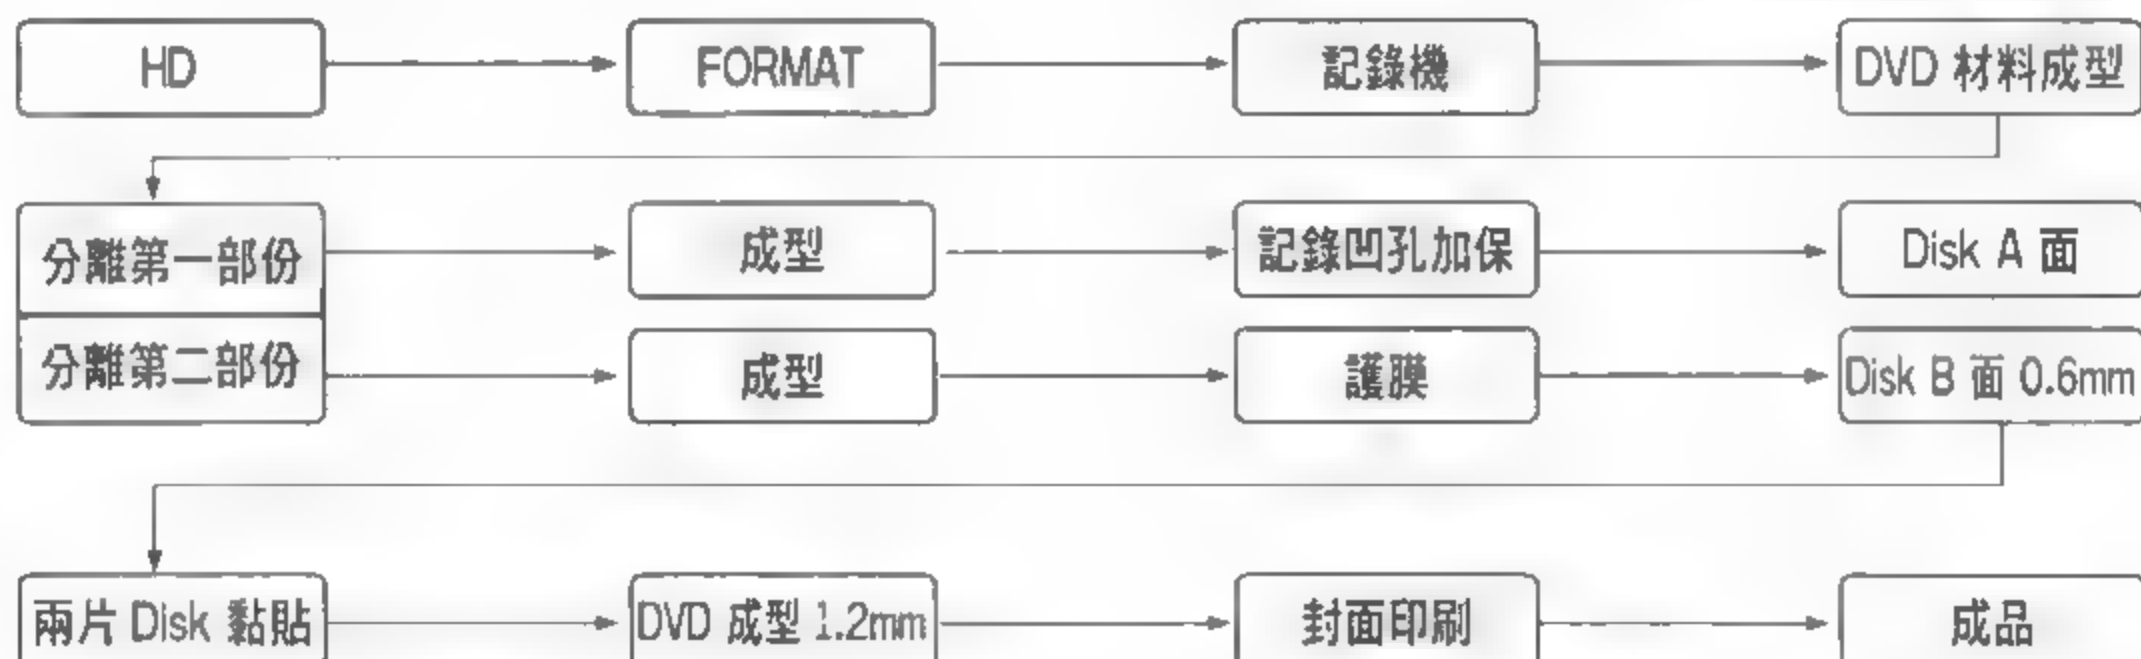 HD
FORMAT
記錄機
DVD 材料成型
分離第一部份
成型
記錄凹孔加保
Disk A 面
分離第二部份
成型
護膜
Disk B 面 0.6mm
兩片 Disk 黏貼
DVD 成型 1.2mm
封面印刷
成品